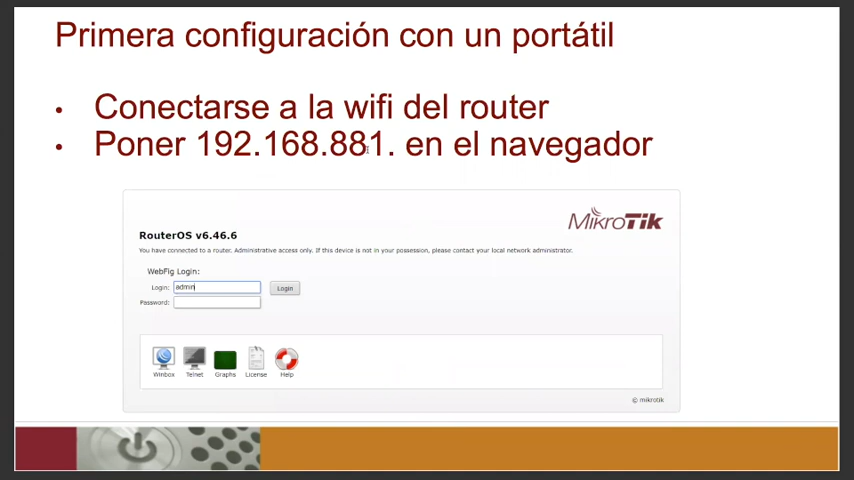 Primera configuración con un portátil
• Conectarse a la wifi del router
• Poner 192.168.881. en el navegador
MikroTik
RouterOS v6.46.6
You have connected to a router. Administrative access only. If this device is not in your possession, please contact your local network administrator.
WebFig Login:
Login: admin Login
Password:
Winbox Telnet Graphs License Help
© mikrotik